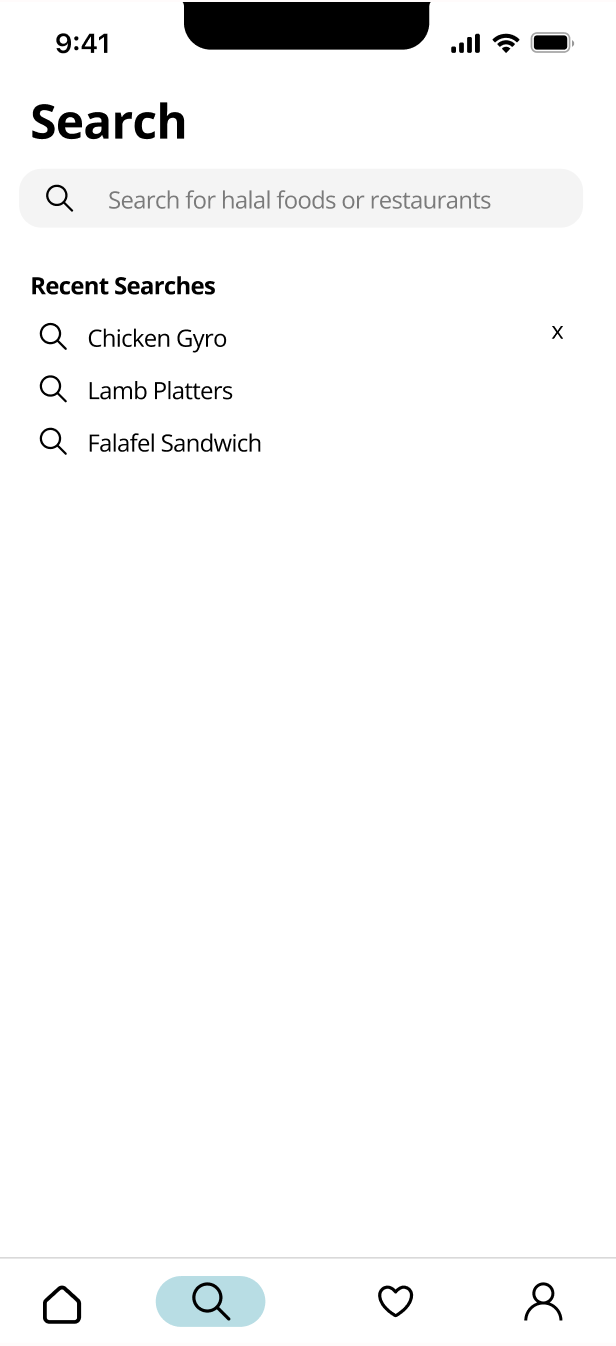 9:41
Search
Search for halal foods or restaurants
Recent Searches
Chicken Gyro x
Lamb Platters
Falafel Sandwich